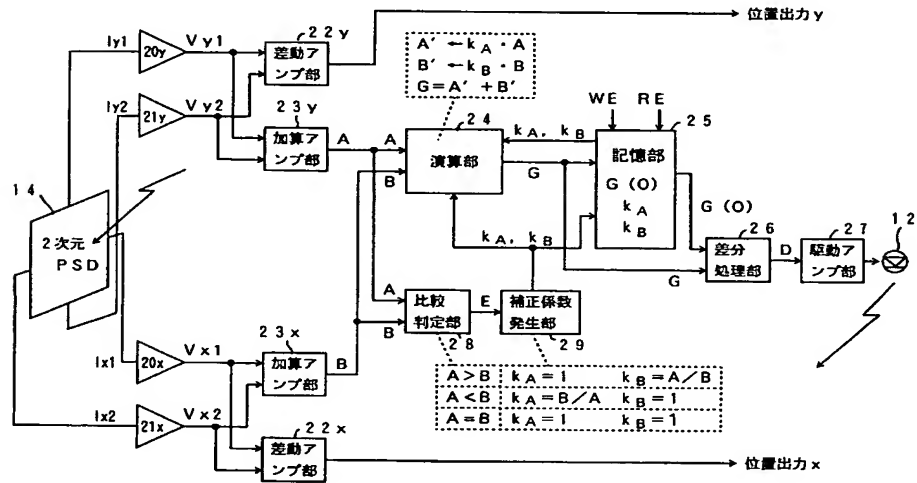 位置出力y
22y
Iy1
20y
Vy1
差動ア
ンプ部
Iy2
21y
Vy2
23y
加算ア
ンプ部
A
A'←kA・A
B'←kB・B
G=A'+B'
24
A
B
演算部
kA, kB
G
WE RE
25
記憶部
G(O)
kA
kB
G(O)
14
2次元
PSD
kA, kB
26
差分
処理部
G
D
27
駆動ア
ンプ部
12
A
B
比較
判定部
28
E
補正係数
発生部
29
Ix1
20x
Vx1
23x
加算ア
ンプ部
B
A>B kA=1 kB=A/B
A<B kA=B/A kB=1
A=B kA=1 kB=1
Ix2
21x
Vx2
22x
差動ア
ンプ部
位置出力x